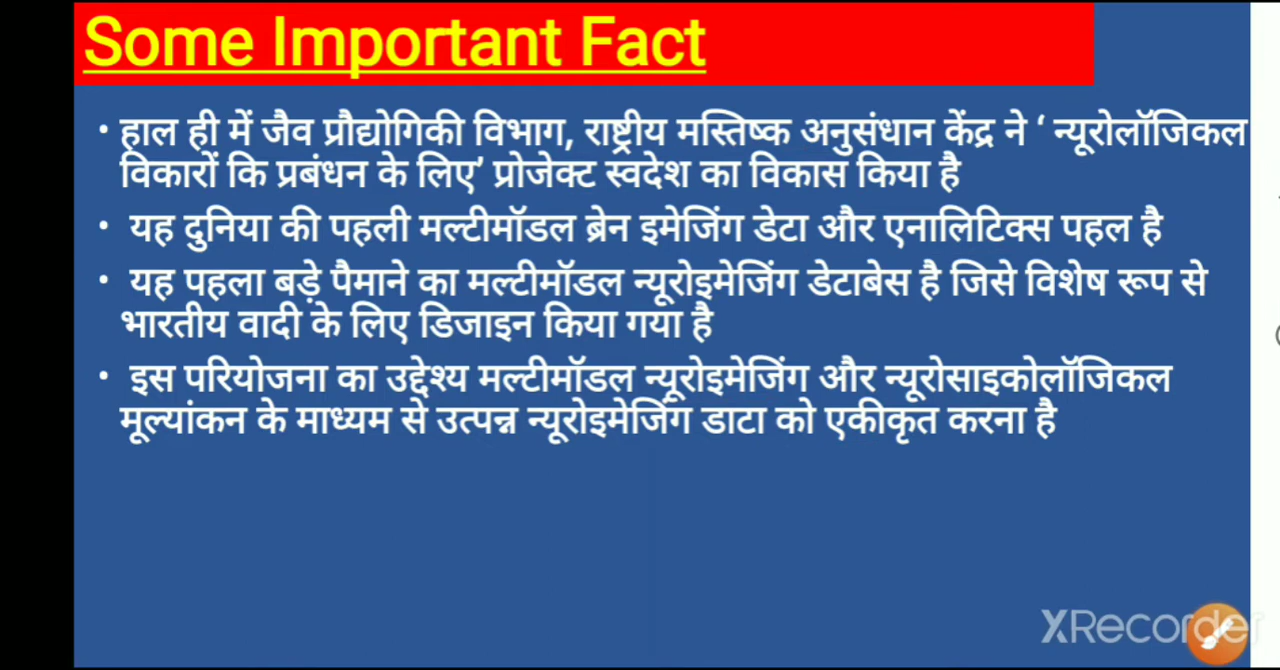 Some Important Fact
• हाल ही में जैव प्रौद्योगिकी विभाग, राष्ट्रीय मस्तिष्क अनुसंधान केंद्र ने ‘ न्यूरोलॉजिकल
विकारों कि प्रबंधन के लिए’ प्रोजेक्ट स्वदेश का विकास किया है
• यह दुनिया की पहली मल्टीमॉडल ब्रेन इमेजिंग डेटा और एनालिटिक्स पहल है
• यह पहला बड़े पैमाने का मल्टीमॉडल न्यूरोइमेजिंग डेटाबेस है जिसे विशेष रूप से
भारतीय वादी के लिए डिजाइन किया गया है
• इस परियोजना का उद्देश्य मल्टीमॉडल न्यूरोइमेजिंग और न्यूरोसाइकोलॉजिकल
मूल्यांकन के माध्यम से उत्पन्न न्यूरोइमेजिंग डाटा को एकीकृत करना है
XRecorder